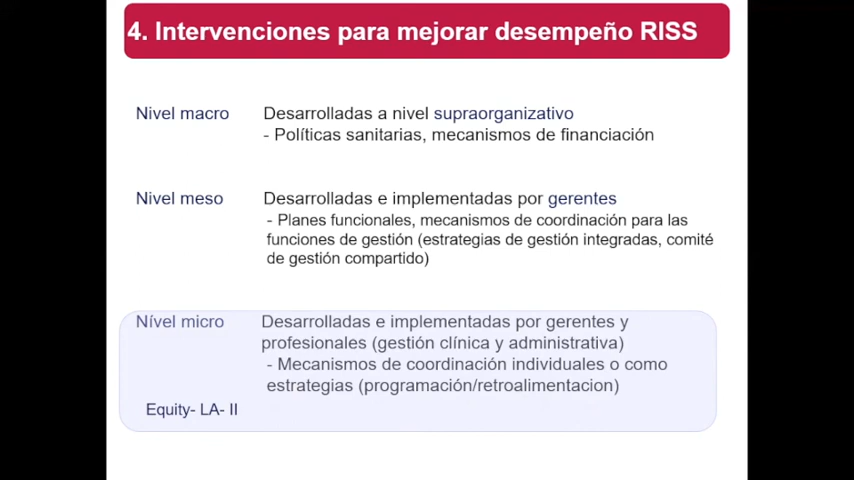 4. Intervenciones para mejorar desempeño RISS
Nivel macro
Desarrolladas a nivel supraorganizativo
- Políticas sanitarias, mecanismos de financiación
Nivel meso
Desarrolladas e implementadas por gerentes
- Planes funcionales, mecanismos de coordinación para las
funciones de gestión (estrategias de gestión integradas, comité
de gestión compartido)
Nível micro
Desarrolladas e implementadas por gerentes y
profesionales (gestión clínica y administrativa)
- Mecanismos de coordinación individuales o como
estrategias (programación/retroalimentacion)
Equity- LA- II